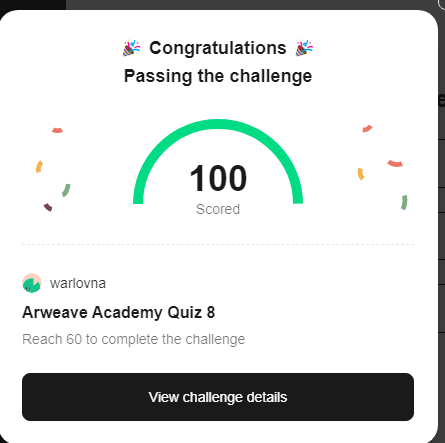 🎉 Congratulations 🎉
Passing the challenge
100
Scored
warlovna
Arweave Academy Quiz 8
Reach 60 to complete the challenge
View challenge details